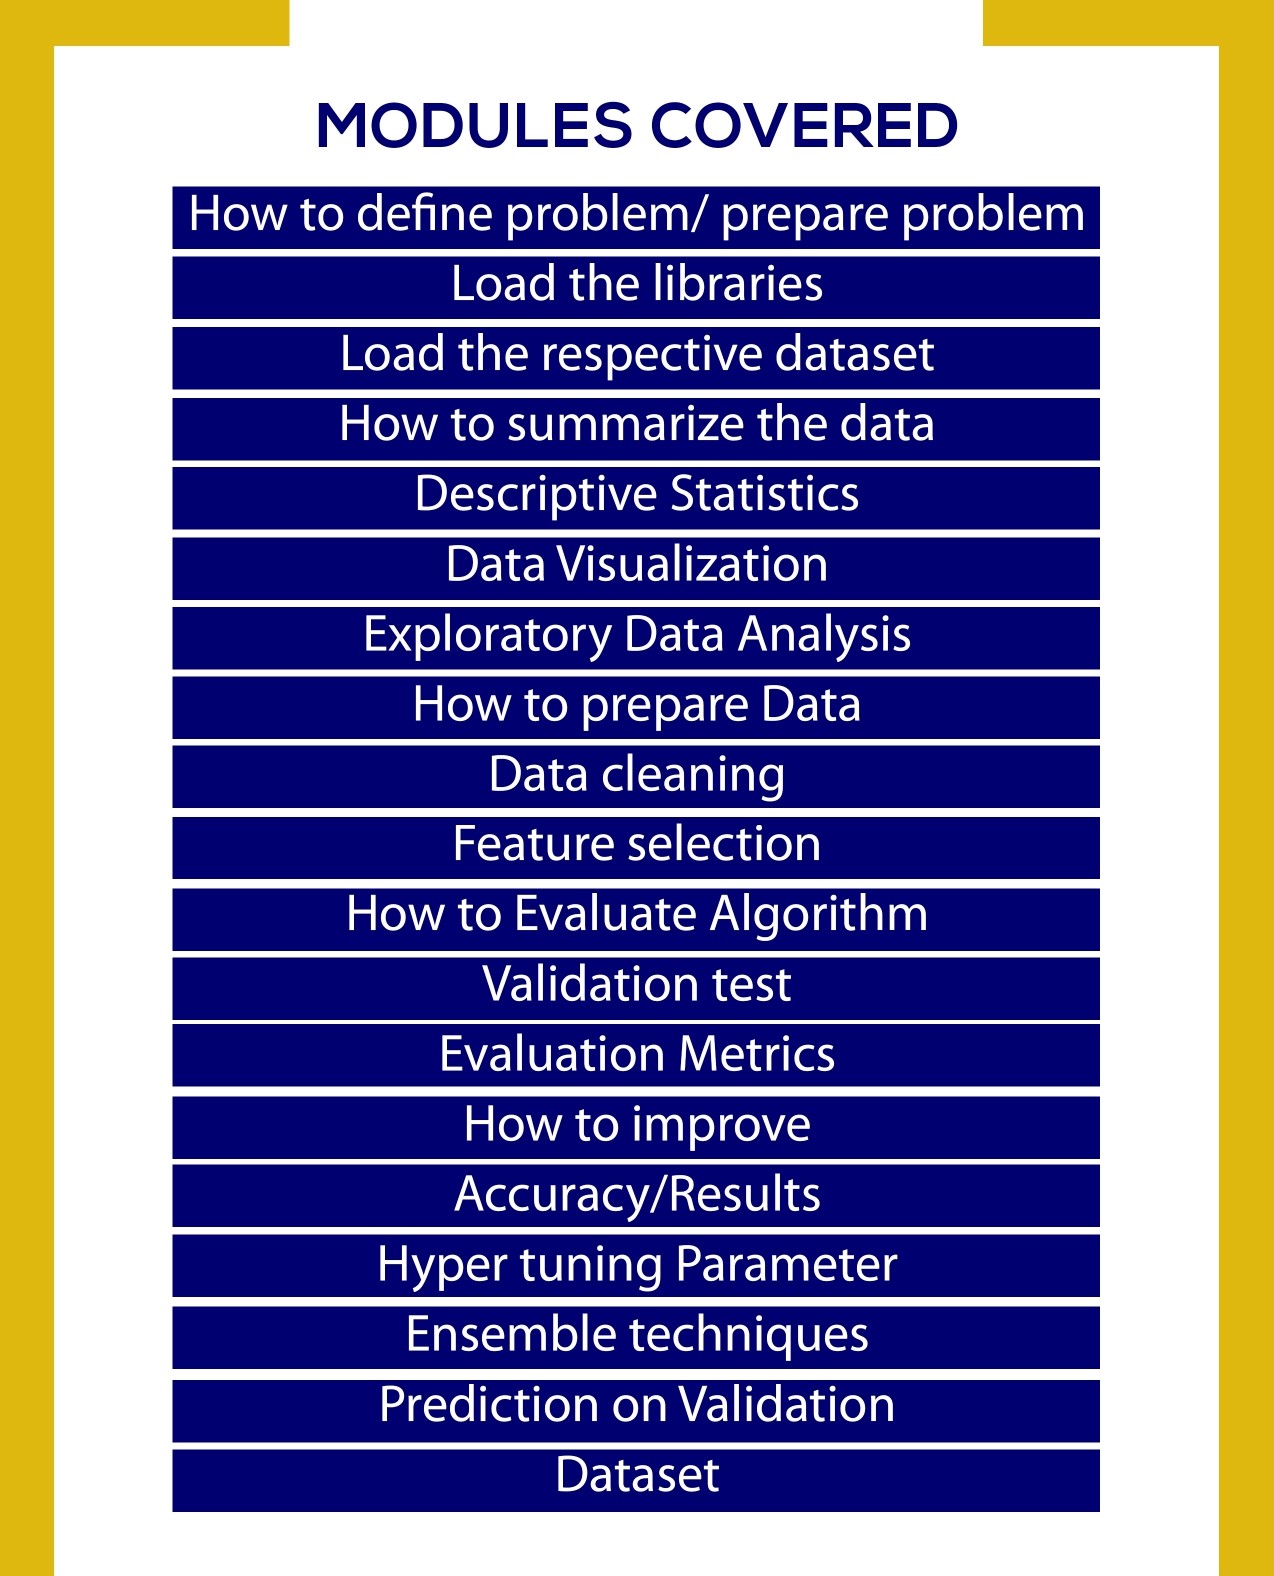 MODULES COVERED
How to define problem/ prepare problem
Load the libraries
Load the respective dataset
How to summarize the data
Descriptive Statistics
Data Visualization
Exploratory Data Analysis
How to prepare Data
Data cleaning
Feature selection
How to Evaluate Algorithm
Validation test
Evaluation Metrics
How to improve
Accuracy/Results
Hyper tuning Parameter
Ensemble techniques
Prediction on Validation
Dataset